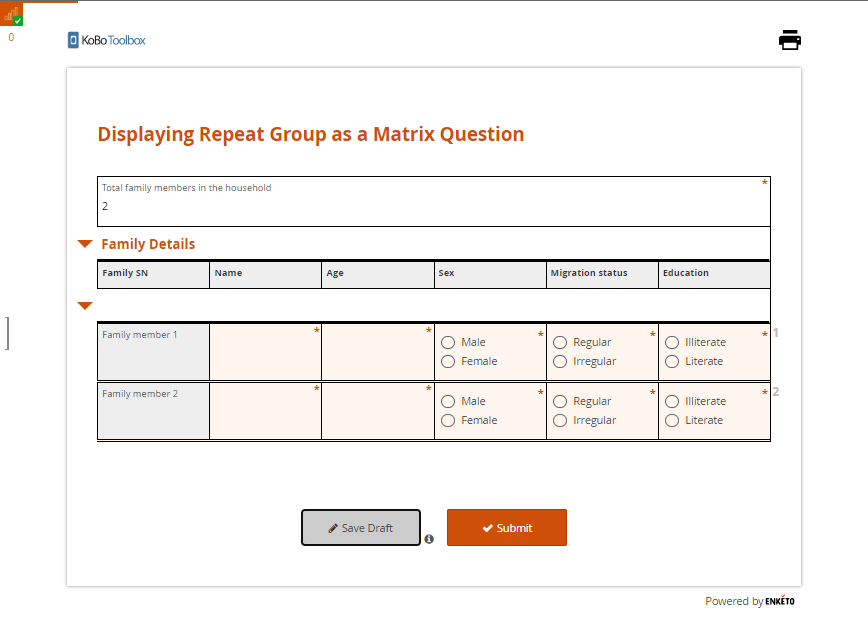 0
KoBoToolbox
Displaying Repeat Group as a Matrix Question
Total family members in the household *
2
Family Details
Family SN Name Age Sex Migration status Education
Family member 1 * * * * * 1
Male Regular Illiterate
Female Irregular Literate
Family member 2 * * * * * 2
Male Regular Illiterate
Female Irregular Literate
Save Draft Submit
Powered by ENKETO